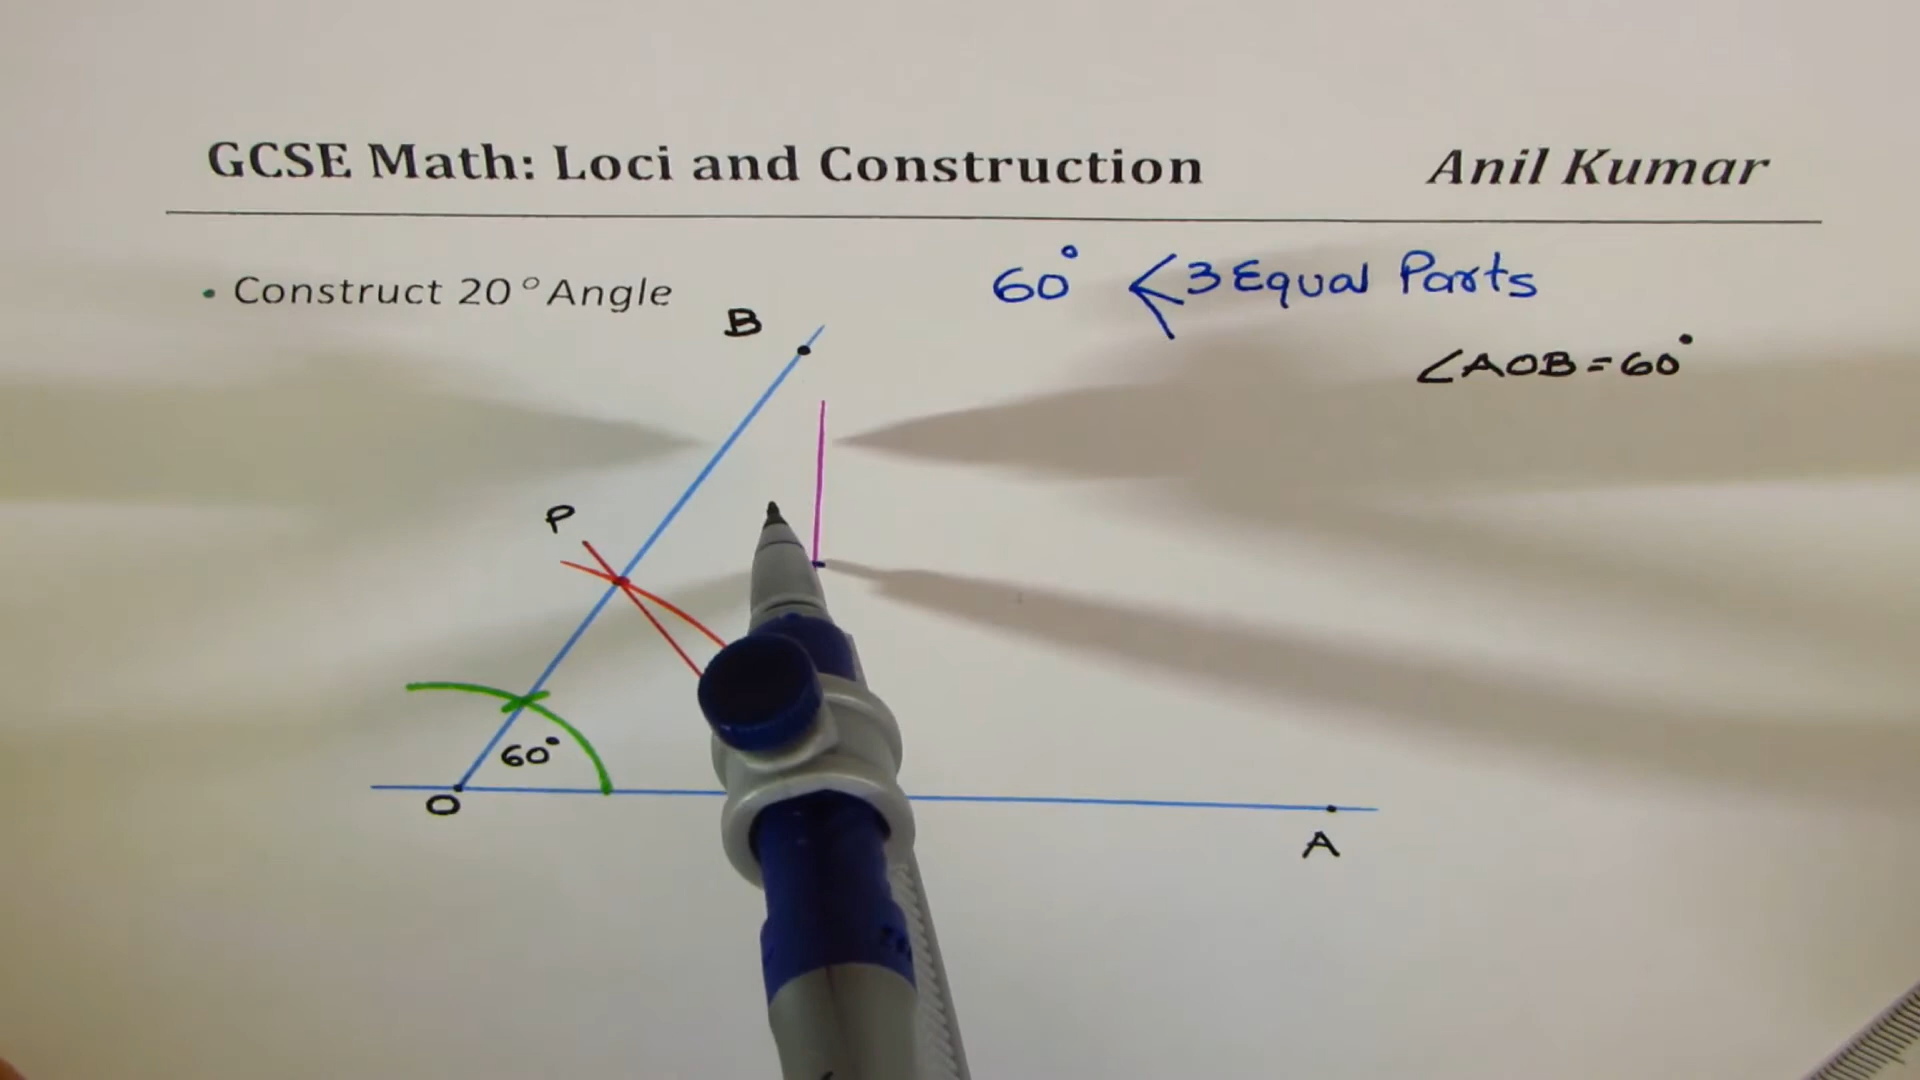 GCSE Math: Loci and Construction
Anil Kumar
• Construct 20° Angle
60° < 3 Equal Parts
∠AOB = 60°
B
P
60°
O
A